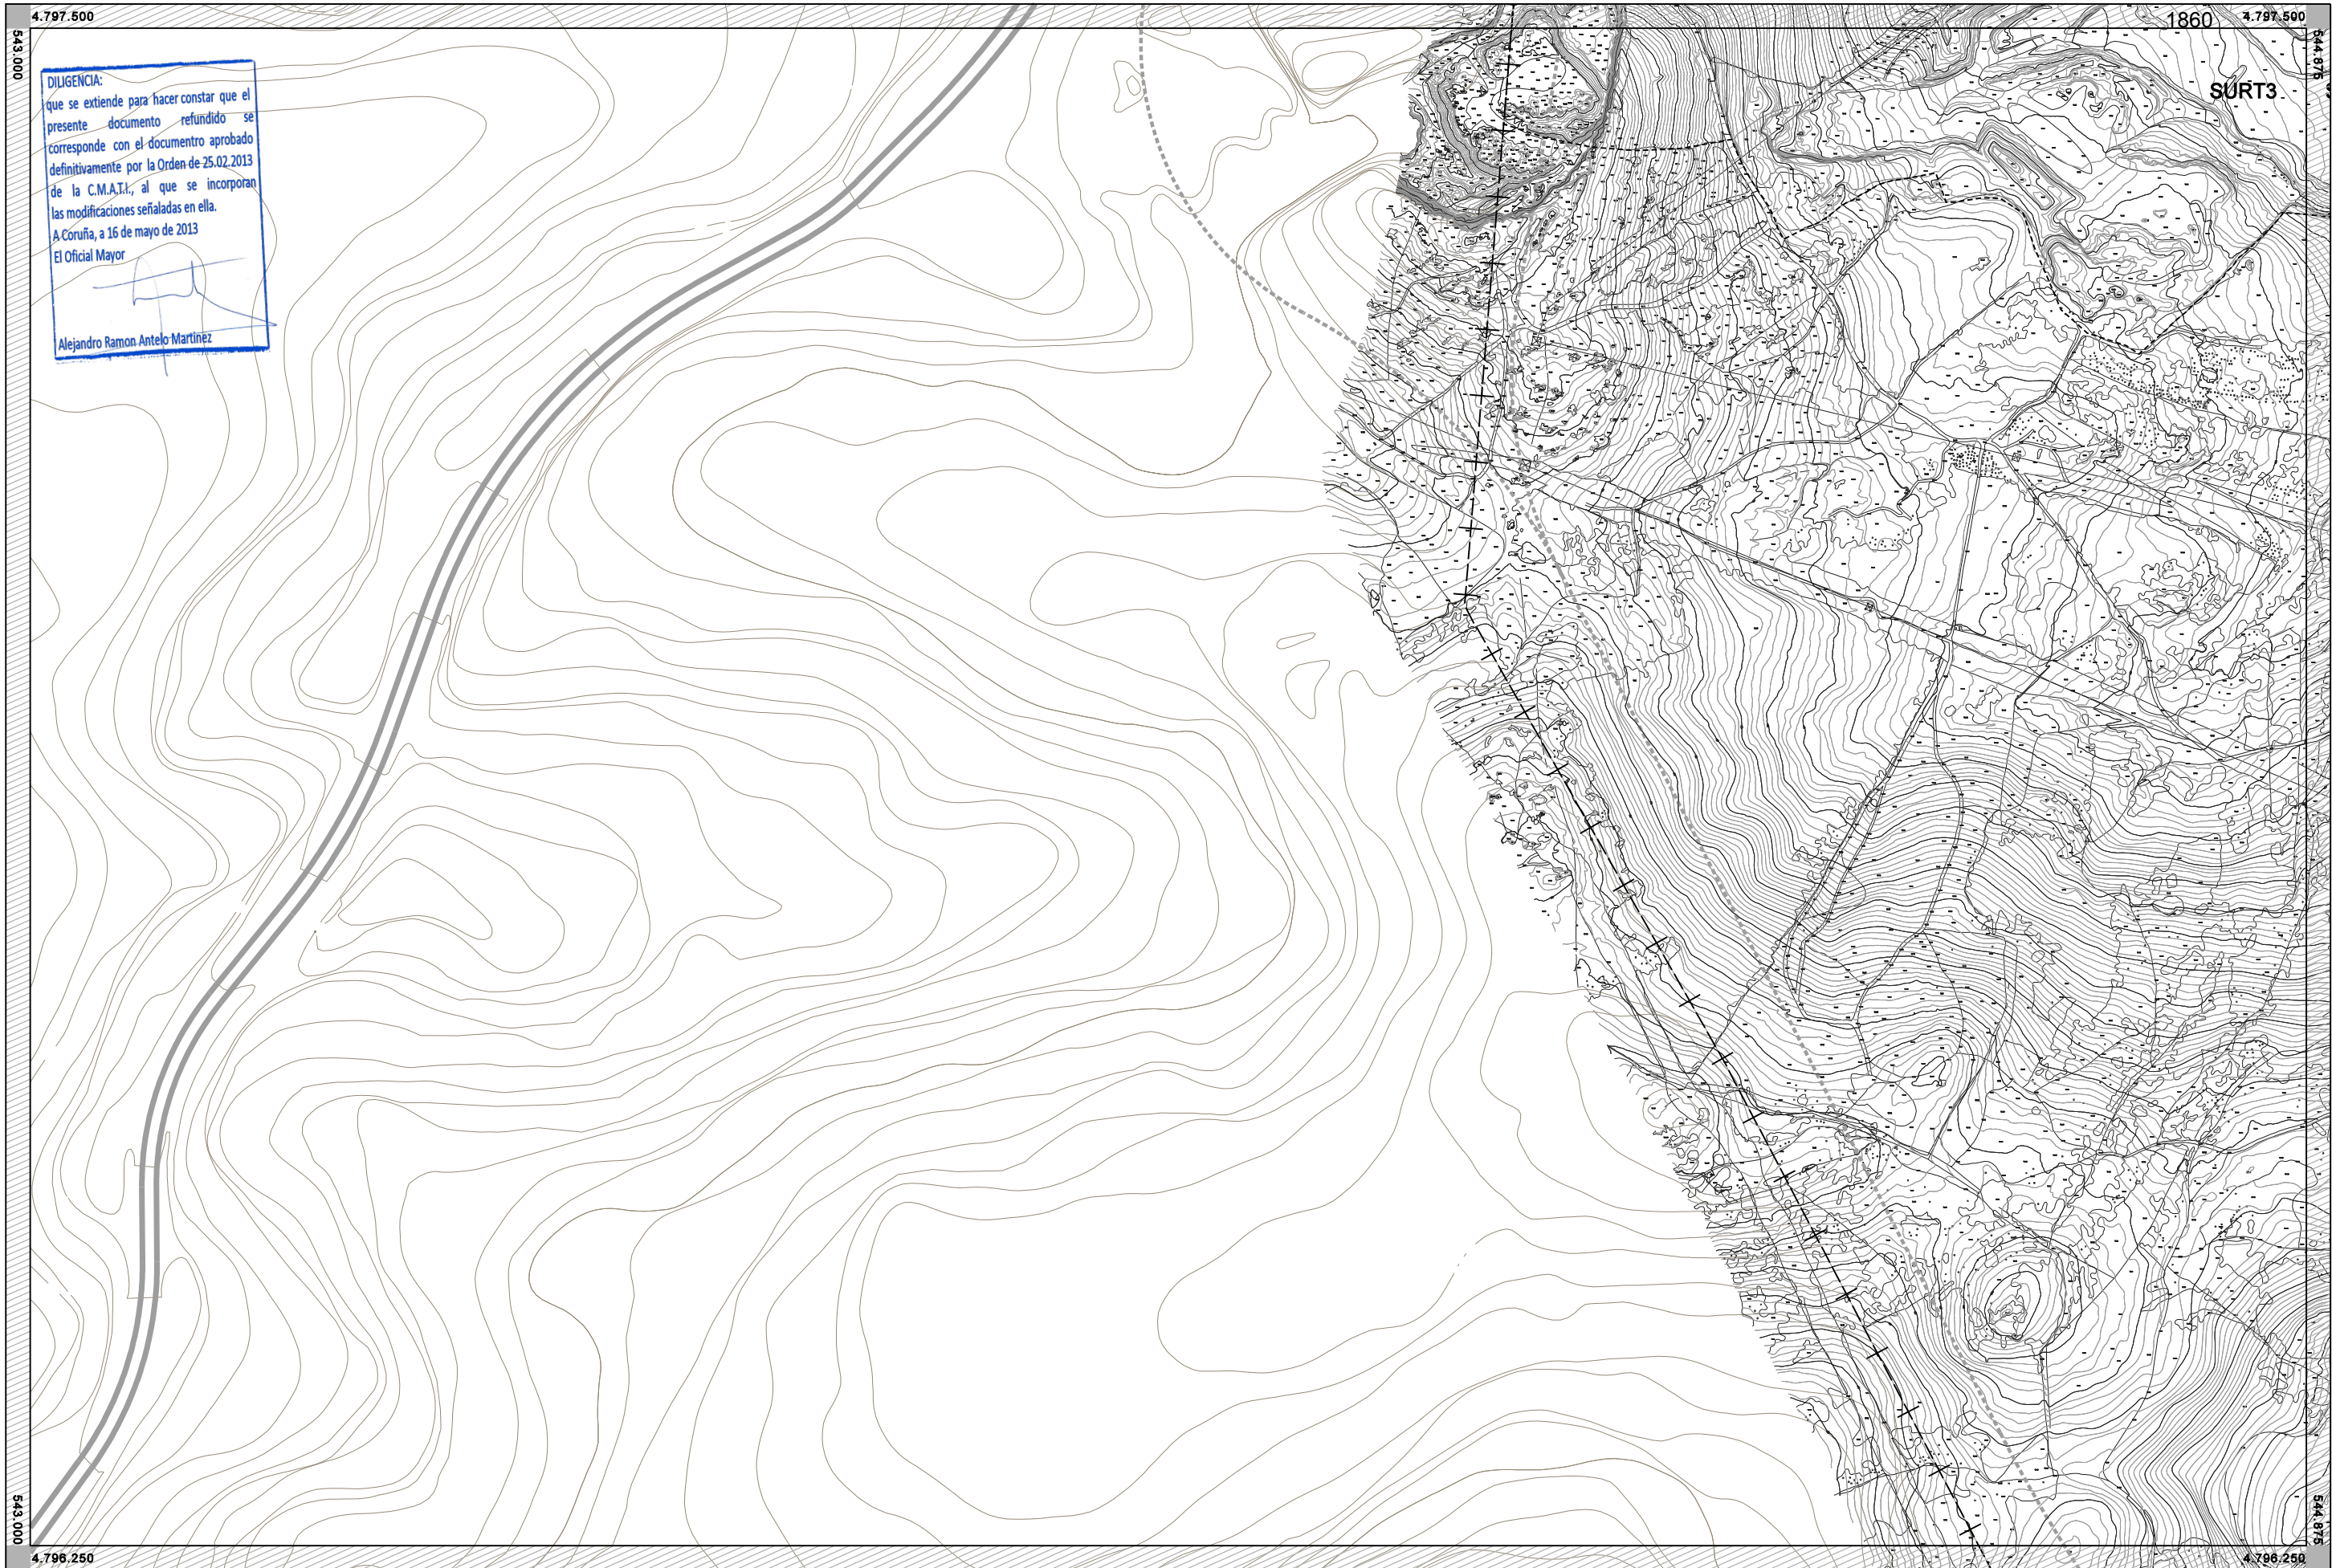 4.797.500
1860
4.797.500
543.000
544.875
SURT3
DILIGENCIA:
que se extiende para hacer constar que el
presente documento refundido se
corresponde con el documentro aprobado
definitivamente por la Orden de 25.02.2013
de la C.M.A.T.I., al que se incorporan
las modificaciones señaladas en ella.
A Coruña, a 16 de mayo de 2013
El Oficial Mayor
Alejandro Ramon Antelo Martinez
543.000
544.875
4.796.250
4.796.250